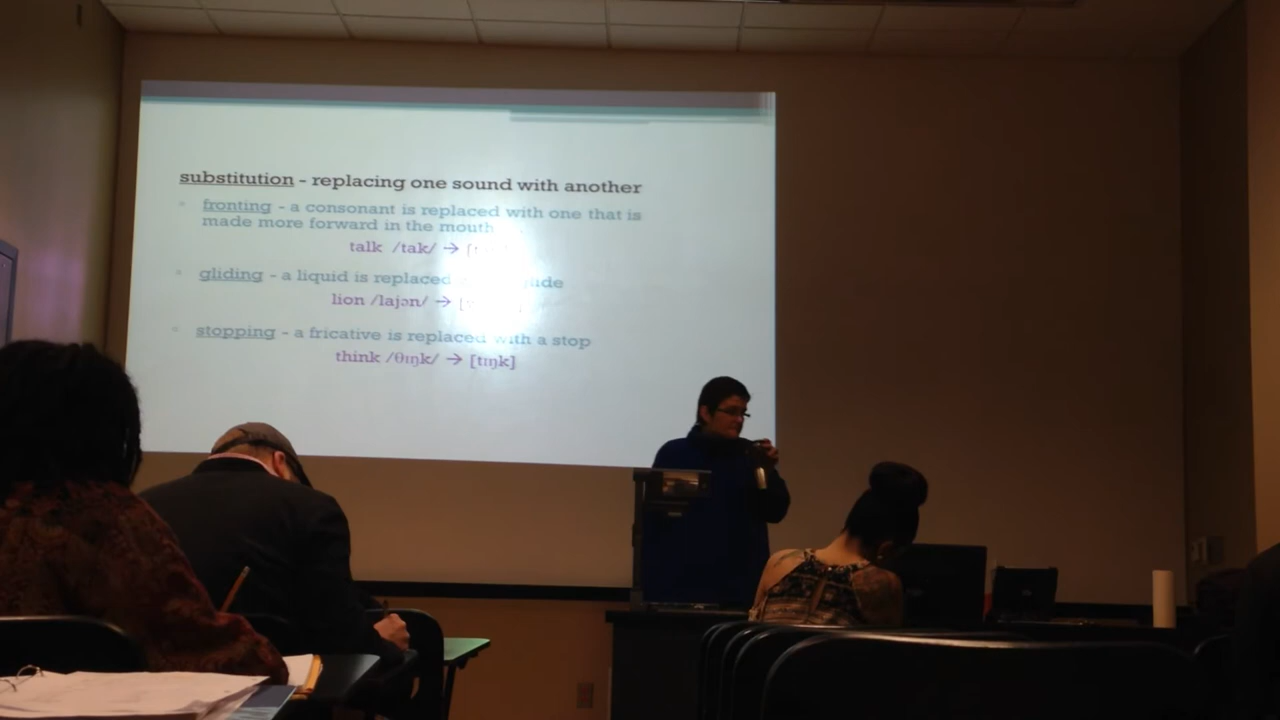 substitution - replacing one sound with another
fronting - a consonant is replaced with one that is
made more forward in the mouth
talk /tak/ → [t
gliding - a liquid is replaced
lion /lajən/ → [
stopping - a fricative is replaced with a stop
think /θɪŋk/ → [tɪŋk]